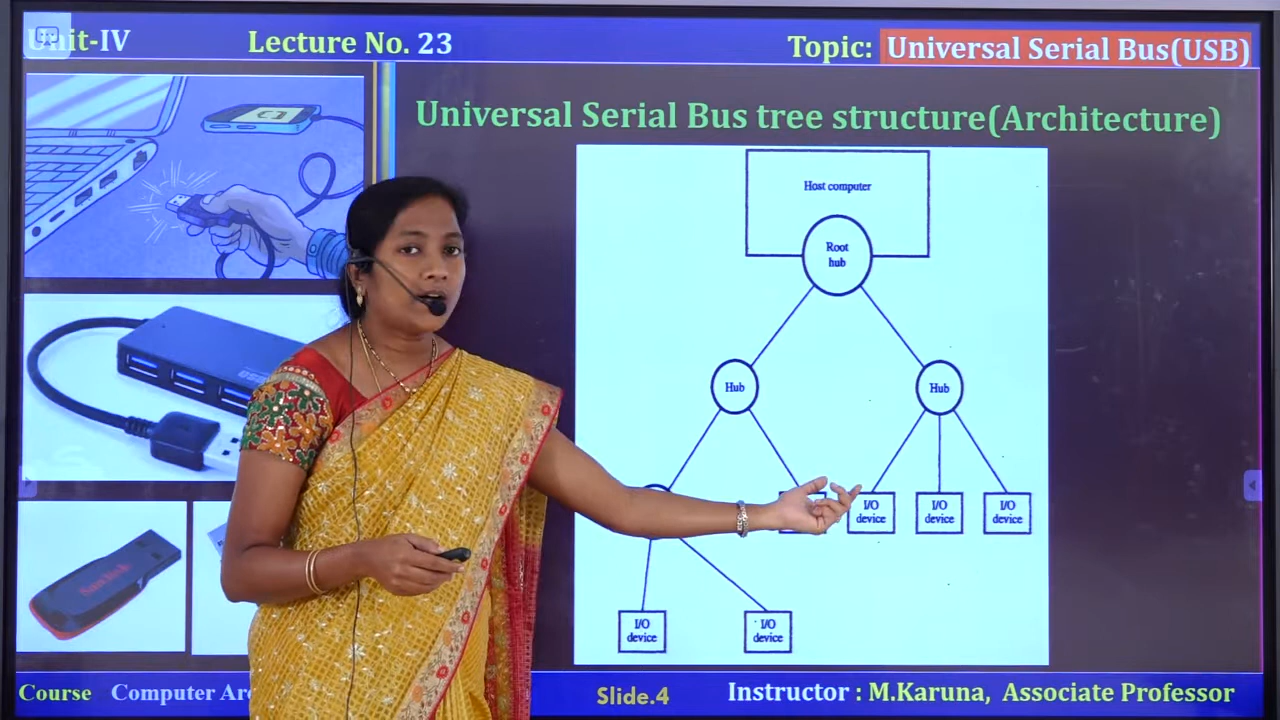 Unit-IV
Lecture No. 23
Topic: Universal Serial Bus(USB)
Universal Serial Bus tree structure(Architecture)
Host computer
Root
hub
Hub
Hub
I/O
device
I/O
device
I/O
device
I/O
device
I/O
device
SanDisk
Course
Computer
Slide.4
Instructor : M.Karuna, Associate Professor